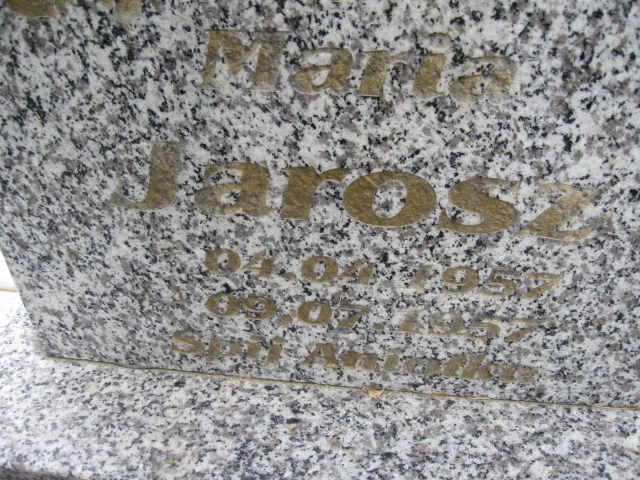 Maria
Jarosz
04.04.1957
09.07.1957
Śpij Aniołku